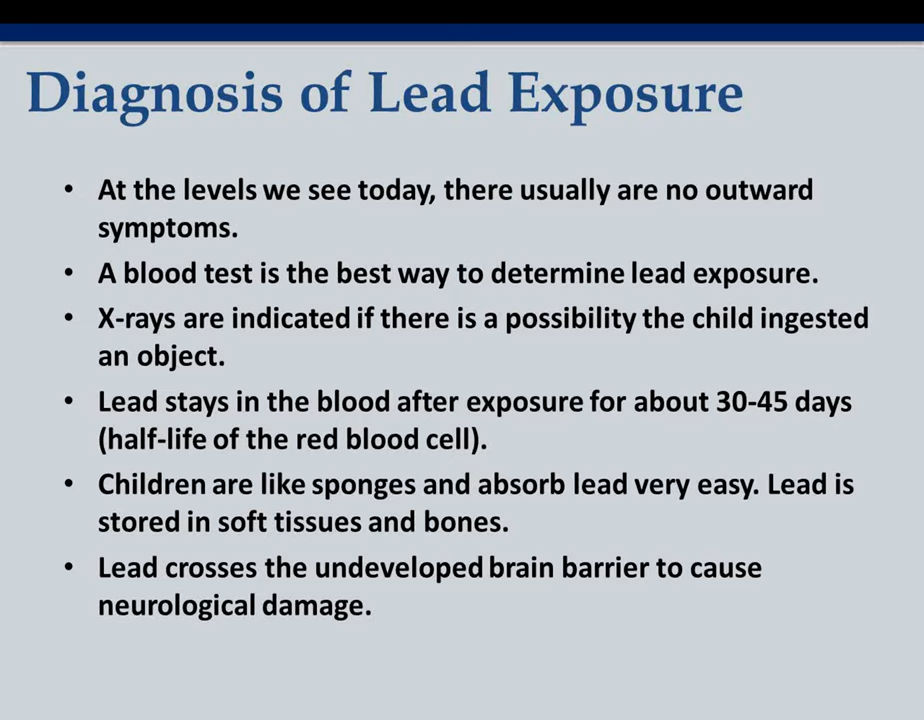 Diagnosis of Lead Exposure
• At the levels we see today, there usually are no outward
symptoms.
• A blood test is the best way to determine lead exposure.
• X-rays are indicated if there is a possibility the child ingested
an object.
• Lead stays in the blood after exposure for about 30-45 days
(half-life of the red blood cell).
• Children are like sponges and absorb lead very easy. Lead is
stored in soft tissues and bones.
• Lead crosses the undeveloped brain barrier to cause
neurological damage.